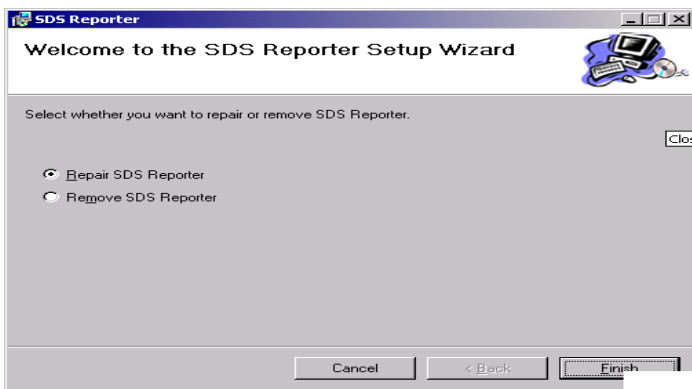 SDS Reporter
Welcome to the SDS Reporter Setup Wizard
Select whether you want to repair or remove SDS Reporter.
Clos
Repair SDS Reporter
Remove SDS Reporter
Cancel
< Back
Finish